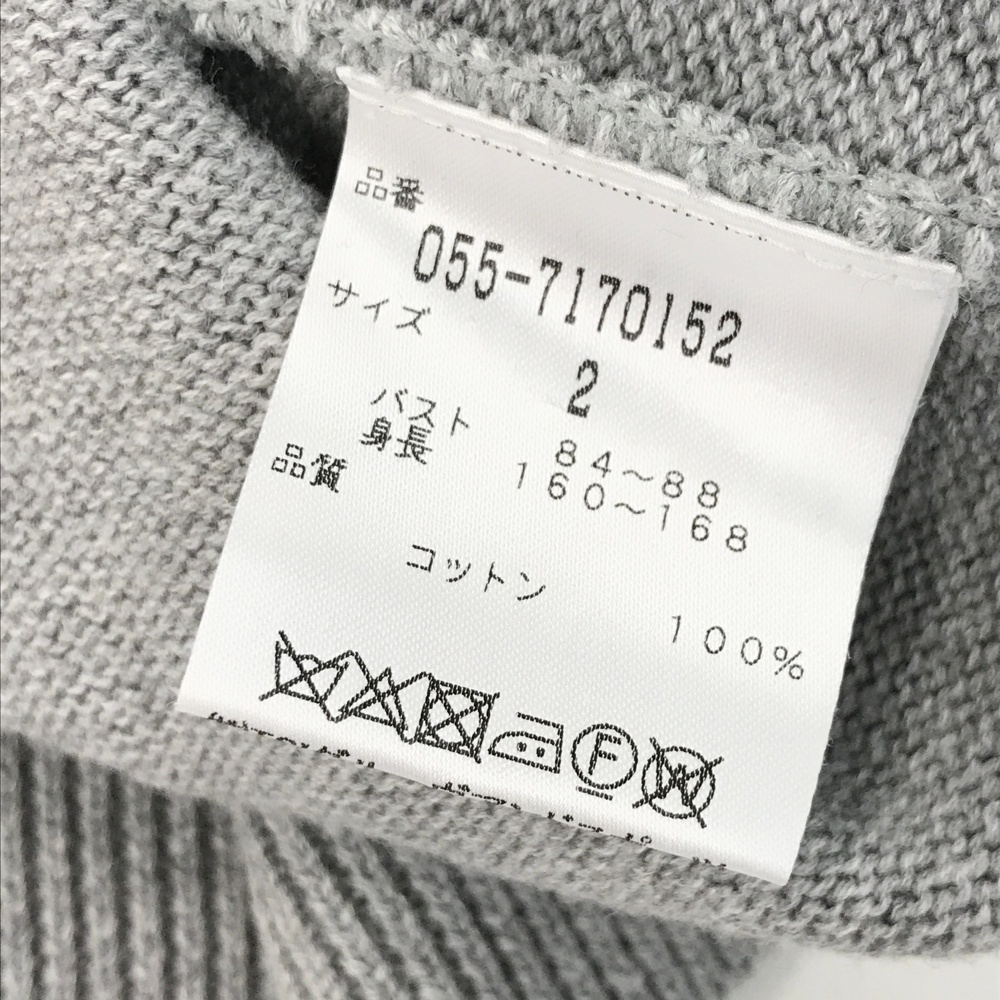 品番
055-7170152
サイズ
2
バスト 84～88
身長 160～168
品質
コットン 100%
F
W